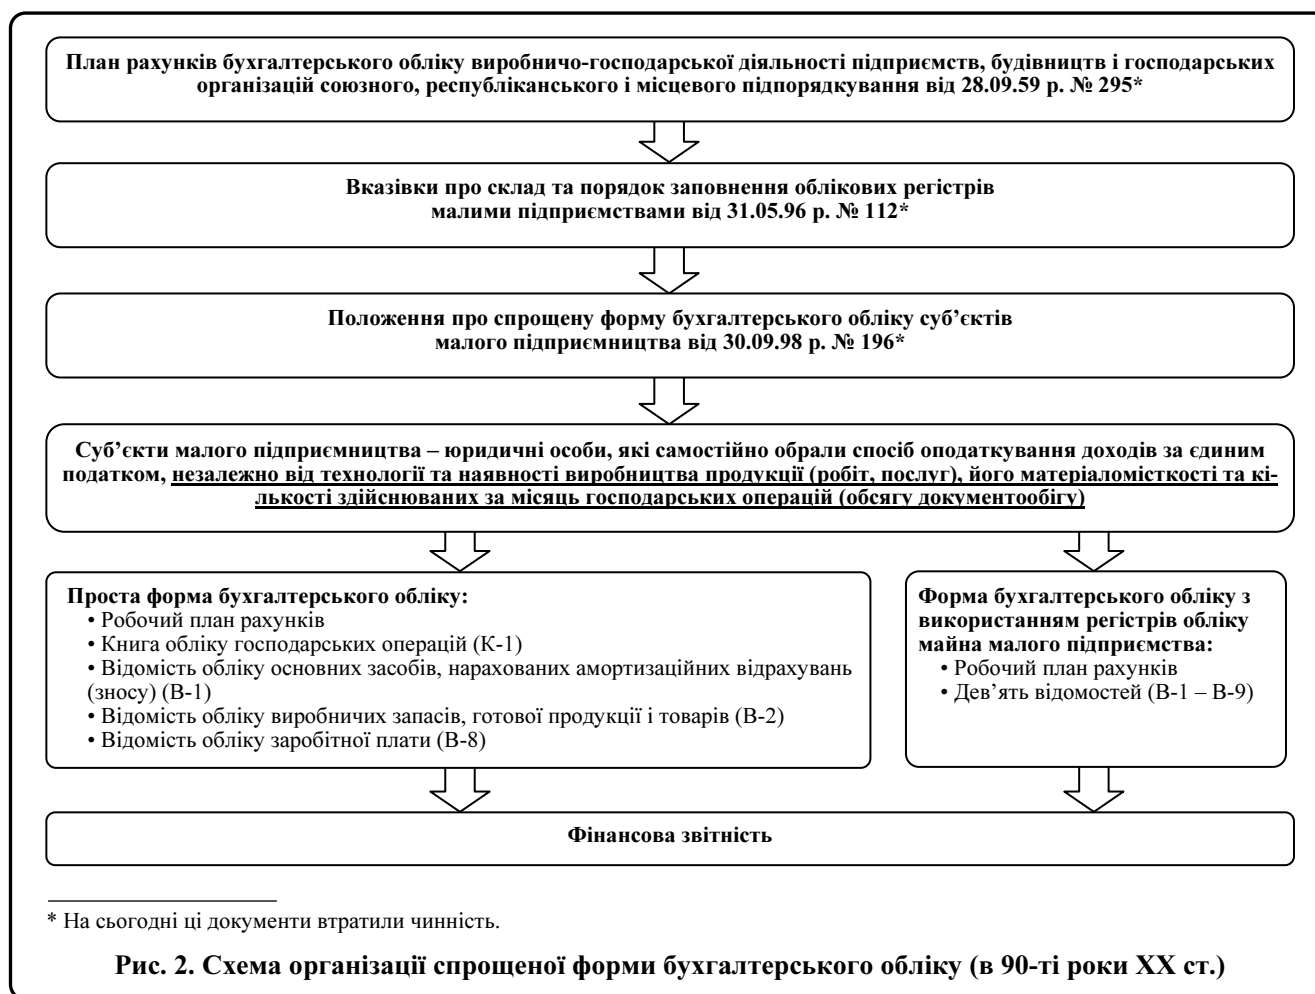 План рахунків бухгалтерського обліку виробничо-господарської діяльності підприємств, будівництв і господарських
організацій союзного, республіканського і місцевого підпорядкування від 28.09.59 р. № 295*
Вказівки про склад та порядок заповнення облікових регістрів
малими підприємствами від 31.05.96 р. № 112*
Положення про спрощену форму бухгалтерського обліку суб’єктів
малого підприємництва від 30.09.98 р. № 196*
Суб’єкти малого підприємництва – юридичні особи, які самостійно обрали спосіб оподаткування доходів за єдиним
податком, незалежно від технології та наявності виробництва продукції (робіт, послуг), його матеріаломісткості та кі-
лькості здійснюваних за місяць господарських операцій (обсягу документообігу)
Проста форма бухгалтерського обліку:
• Робочий план рахунків
• Книга обліку господарських операцій (К-1)
• Відомість обліку основних засобів, нарахованих амортизаційних відрахувань
(зносу) (В-1)
• Відомість обліку виробничих запасів, готової продукції і товарів (В-2)
• Відомість обліку заробітної плати (В-8)
Форма бухгалтерського обліку з
використанням регістрів обліку
майна малого підприємства:
• Робочий план рахунків
• Дев’ять відомостей (В-1 – В-9)
Фінансова звітність
* На сьогодні ці документи втратили чинність.
Рис. 2. Схема організації спрощеної форми бухгалтерського обліку (в 90-ті роки ХХ ст.)